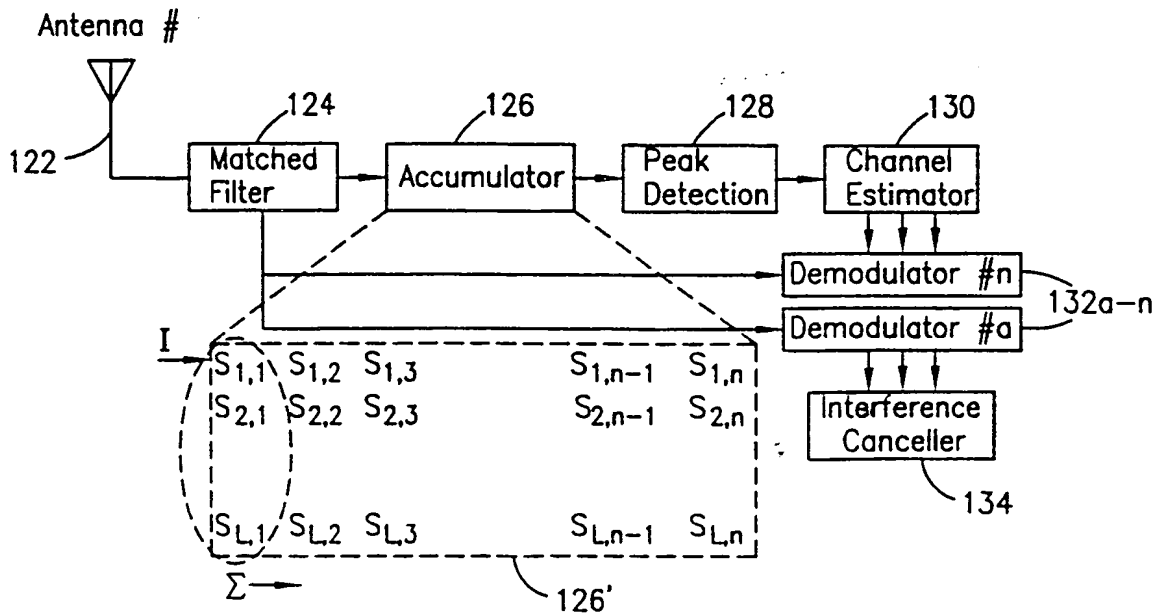 Antenna #
124
126
128
130
122
Matched Filter
Accumulator
Peak Detection
Channel Estimator
Demodulator #n
132a-n
Demodulator #a
I
S1,1 S1,2 S1,3 S1,n-1 S1,n
S2,1 S2,2 S2,3 S2,n-1 S2,n
Interference Canceller
134
SL,1 SL,2 SL,3 SL,n-1 SL,n
Σ
126'